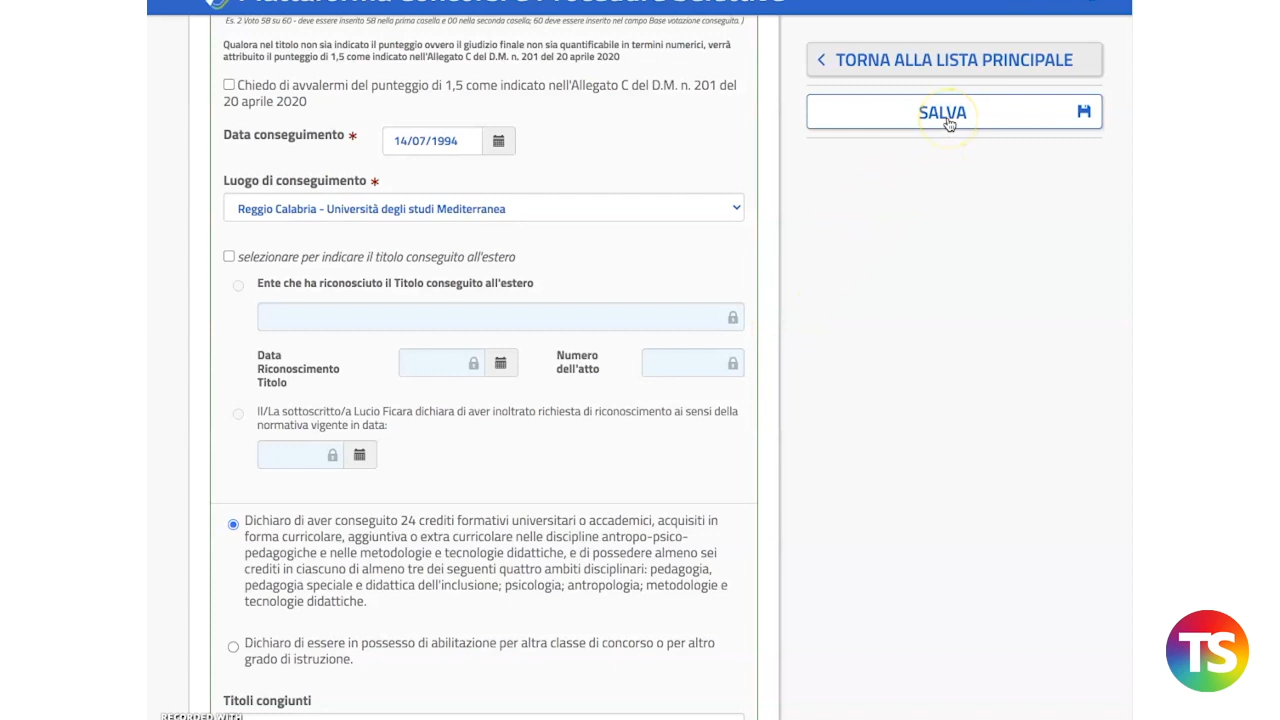 Piattaforma Concorsi e Procedure Selettive
Es. 2 Voto 58 su 60 - deve essere inserito 58 nella prima casella e 00 nella seconda casella; 60 deve essere inserito nel campo Base votazione conseguita. )
Qualora nel titolo non sia indicato il punteggio ovvero il giudizio finale non sia quantificabile in termini numerici, verrà
attribuito il punteggio di 1,5 come indicato nell'Allegato C del D.M. n. 201 del 20 aprile 2020
Chiedo di avvalermi del punteggio di 1,5 come indicato nell'Allegato C del D.M. n. 201 del
20 aprile 2020
Data conseguimento *
14/07/1994
Luogo di conseguimento *
Reggio Calabria - Università degli studi Mediterranea
selezionare per indicare il titolo conseguito all'estero
Ente che ha riconosciuto il Titolo conseguito all'estero
Data
Riconoscimento
Titolo
Numero
dell'atto
Il/La sottoscritto/a Lucio Ficara dichiara di aver inoltrato richiesta di riconoscimento ai sensi della
normativa vigente in data:
Dichiaro di aver conseguito 24 crediti formativi universitari o accademici, acquisiti in
forma curricolare, aggiuntiva o extra curricolare nelle discipline antropo-psico-
pedagogiche e nelle metodologie e tecnologie didattiche, e di possedere almeno sei
crediti in ciascuno di almeno tre dei seguenti quattro ambiti disciplinari: pedagogia,
pedagogia speciale e didattica dell'inclusione; psicologia; antropologia; metodologie e
tecnologie didattiche.
Dichiaro di essere in possesso di abilitazione per altra classe di concorso o per altro
grado di istruzione.
Titoli congiunti
TORNA ALLA LISTA PRINCIPALE
SALVA
TS
RECORDED WITH